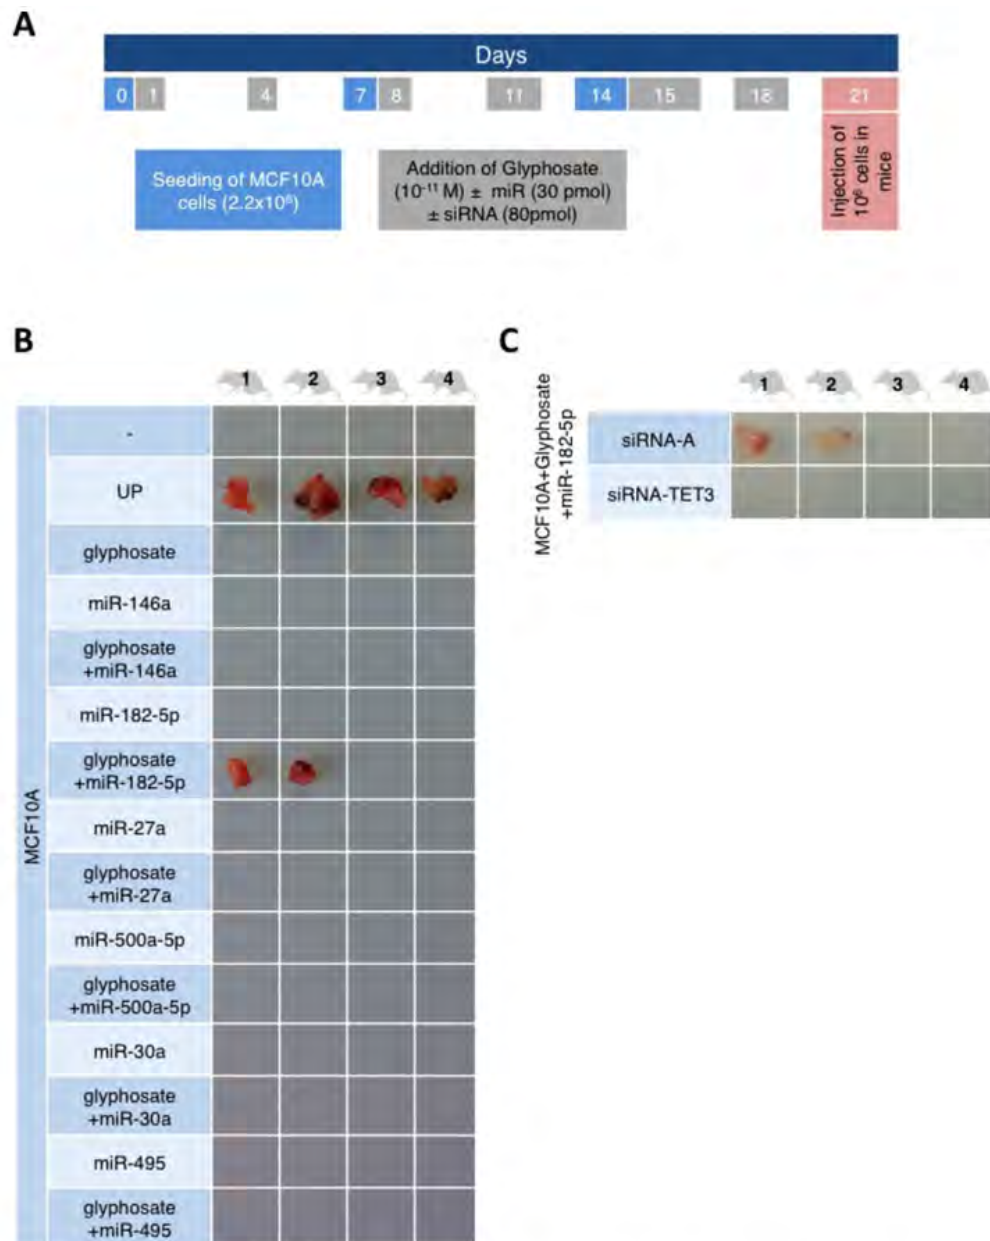 A
Days
0 1 4 7 8 11 14 15 18 21
Seeding of MCF10A
cells (2.2x10⁶)
Addition of Glyphosate
(10⁻¹¹ M) ± miR (30 pmol)
± siRNA (80pmol)
Injection of
10⁶ cells in
mice
B
1 2 3 4
MCF10A
-
UP
glyphosate
miR-146a
glyphosate
+miR-146a
miR-182-5p
glyphosate
+miR-182-5p
miR-27a
glyphosate
+miR-27a
miR-500a-5p
glyphosate
+miR-500a-5p
miR-30a
glyphosate
+miR-30a
miR-495
glyphosate
+miR-495
C
1 2 3 4
MCF10A+Glyphosate
+miR-182-5p
siRNA-A
siRNA-TET3